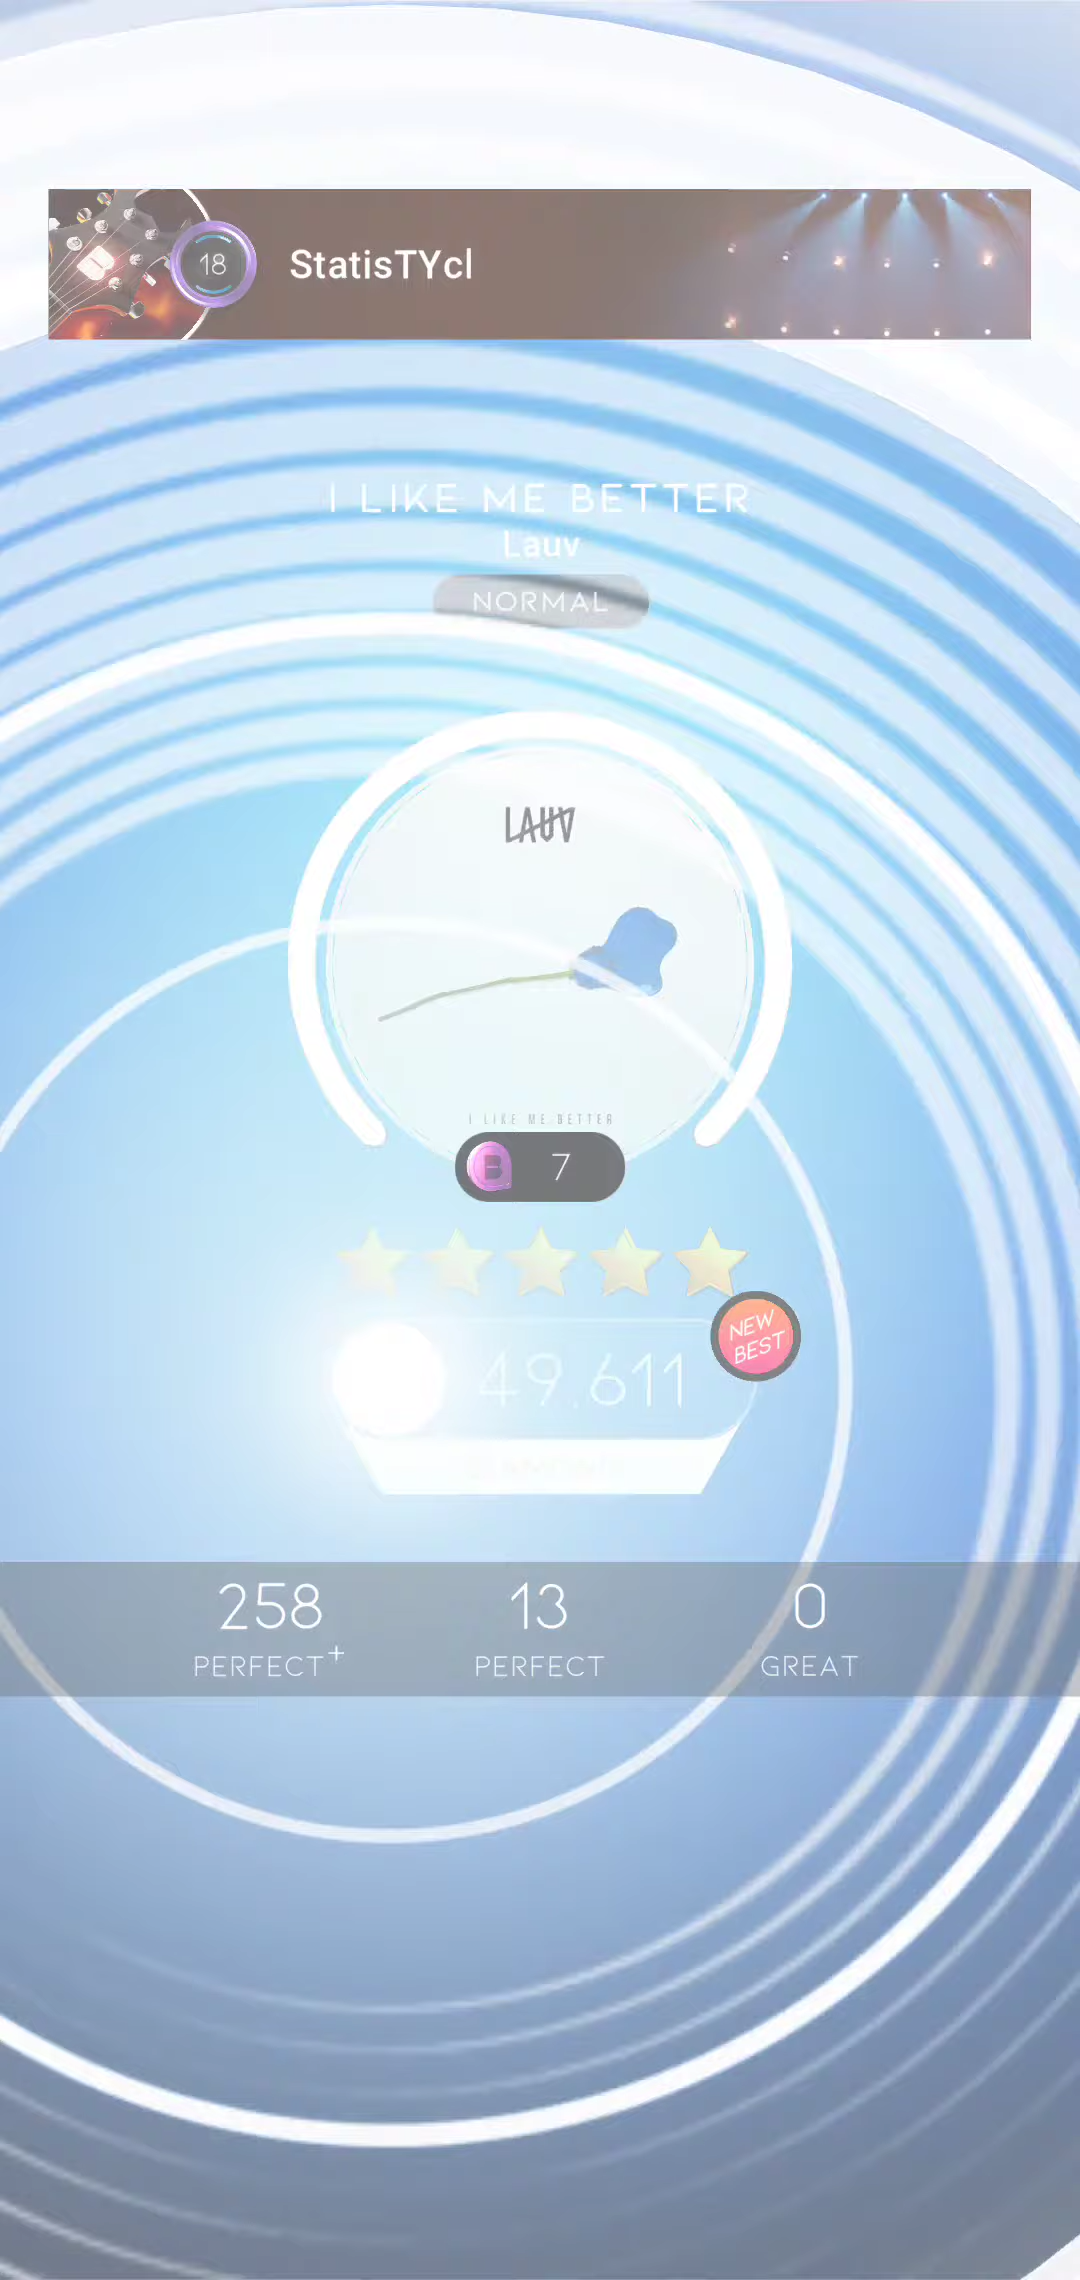 18
StatisTYcl
I LIKE ME BETTER
Lauv
NORMAL
LAUV
I LIKE ME BETTER
B 7
NEW
BEST
49,611
258 13 0
PERFECT+ PERFECT GREAT